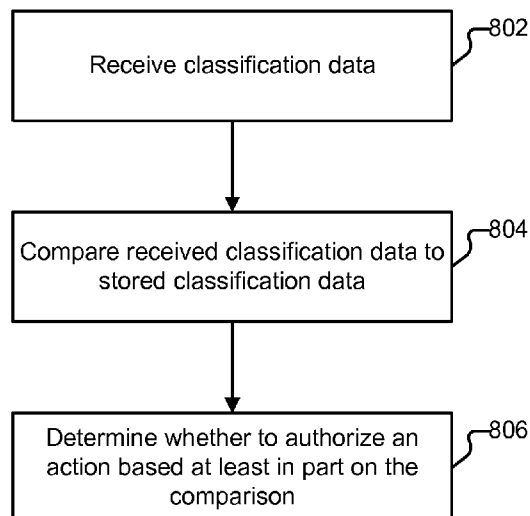 802
Receive classification data
804
Compare received classification data to
stored classification data
806
Determine whether to authorize an
action based at least in part on the
comparison